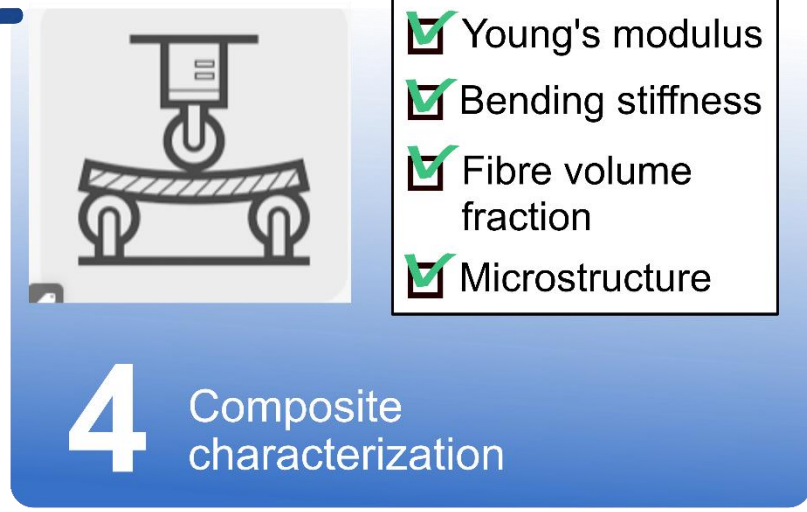 Young's modulus
Bending stiffness
Fibre volume
fraction
Microstructure
4
Composite
characterization